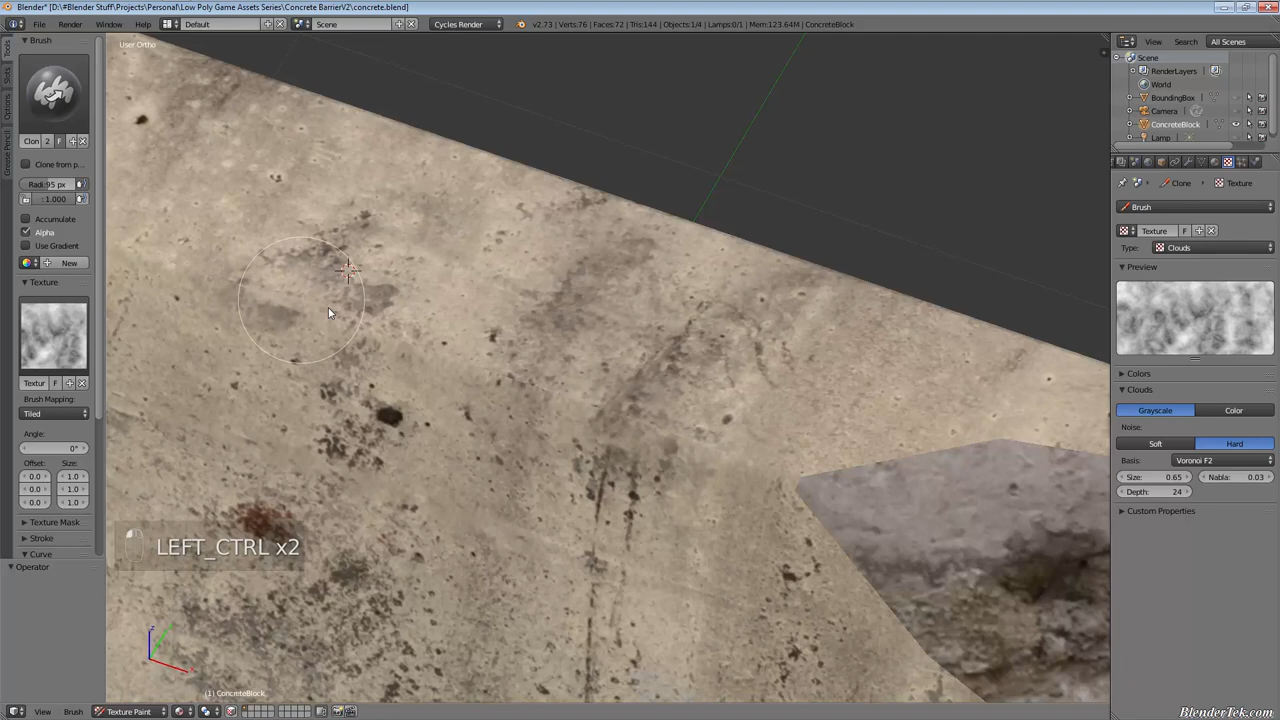 Blender* [D:\#Blender Stuff\Projects\Personal\Low Poly Game Assets Series\Concrete BarrierV2\concrete.blend]
File Render Window Help Default Scene Cycles Render v2.73 | Verts:76 | Faces:72 | Tris:144 | Objects:1/4 | Lamps:0/1 | Mem:123.64M | ConcreteBlock
View Search All Scenes
Tools
Slots
Options
Grease Pencil
Brush
Clon 2 F
Clone from p...
Radi:95 px
: 1.000
Accumulate
Alpha
Use Gradient
New
Texture
Textur F
Brush Mapping:
Tiled
Angle:
0°
Offset: Size:
0.0 1.0
0.0 1.0
0.0 1.0
Texture Mask
Stroke
Curve
Operator
User Ortho
LEFT_CTRL x2
(1) ConcreteBlock
View Brush Texture Paint
Scene
RenderLayers
World
BoundingBox
Camera
ConcreteBlock
Lamp
Clone Texture
Brush
Texture F
Type: Clouds
Preview
Colors
Clouds
Grayscale Color
Noise:
Soft Hard
Basis: Voronoi F2
Size: 0.65 Nabla: 0.03
Depth: 24
Custom Properties
BlenderTek.com